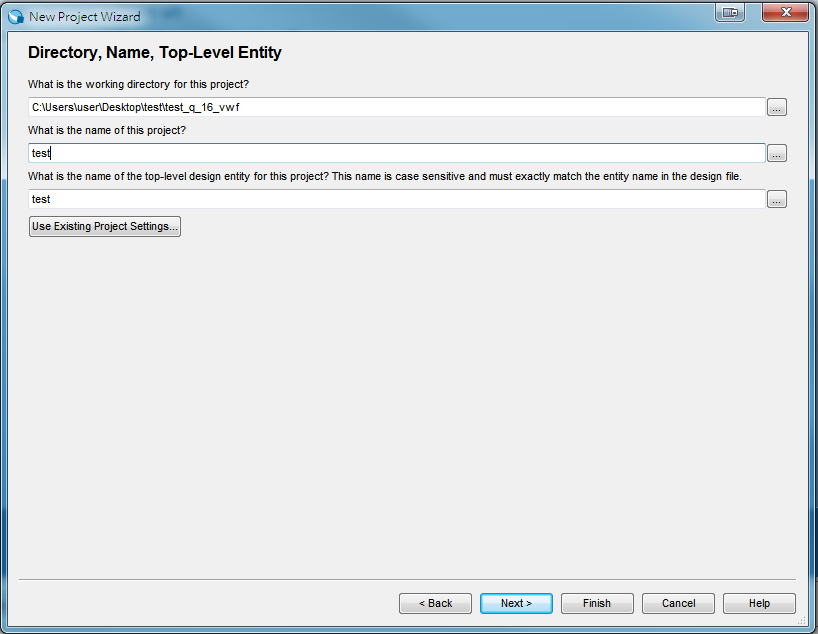 New Project Wizard
Directory, Name, Top-Level Entity
What is the working directory for this project?
C:\Users\user\Desktop\test\test_q_16_vwf
...
What is the name of this project?
test
...
What is the name of the top-level design entity for this project? This name is case sensitive and must exactly match the entity name in the design file.
test
...
Use Existing Project Settings...
< Back
Next >
Finish
Cancel
Help